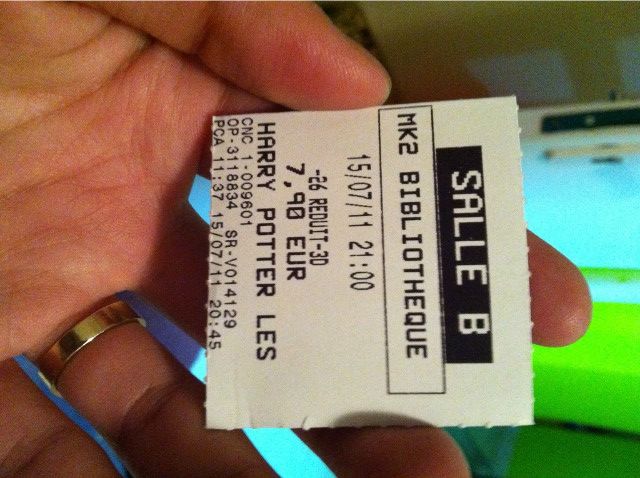 SALLE B
MK2 BIBLIOTHEQUE
15/07/11 21:00
-26 REDUIT-3D
7,90 EUR
HARRY POTTER LES
CNC 1-009601
OP-3118834 SR-V014129
PCA 11:37 15/07/11 20:45